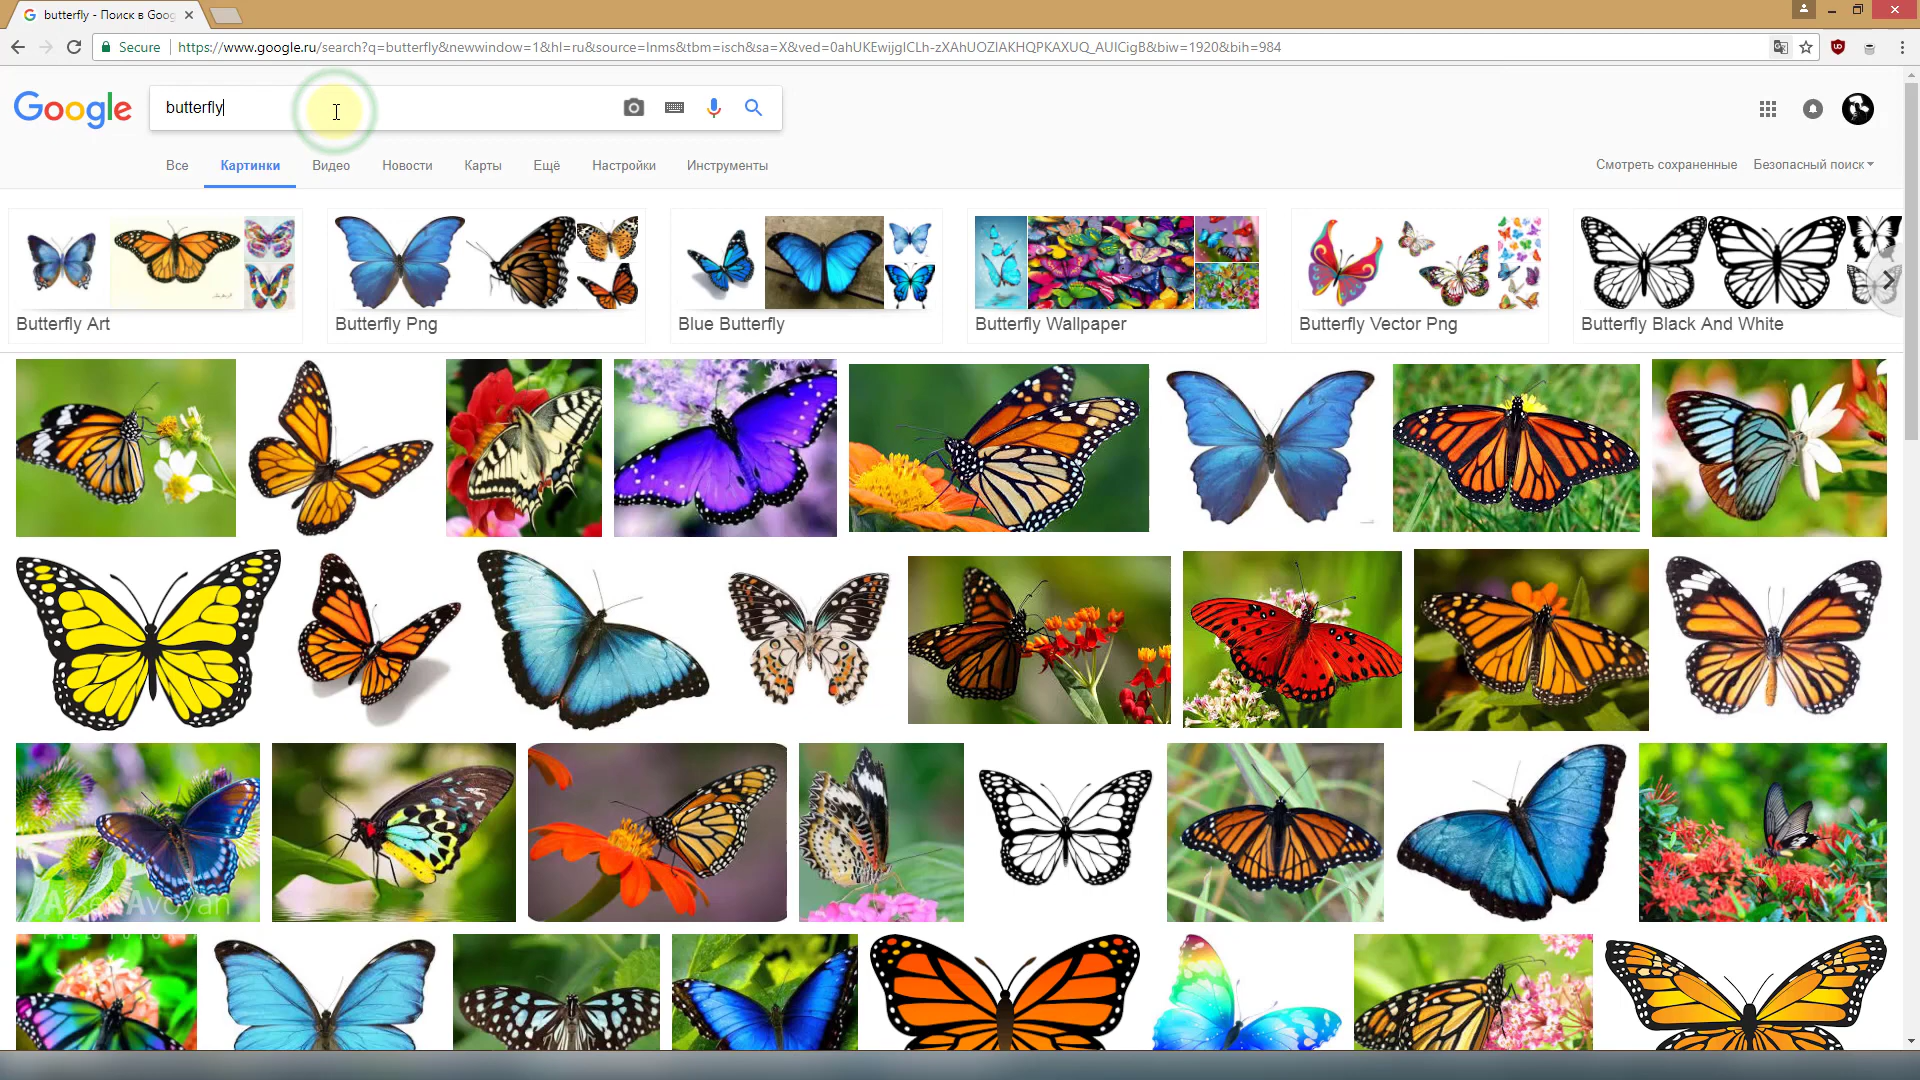 butterfly - Поиск в Goog
Secure https://www.google.ru/search?q=butterfly&newwindow=1&hl=ru&source=lnms&tbm=isch&sa=X&ved=0ahUKEwijgICLh-zXAhUOZlAKHQPKAXUQ_AUICigB&biw=1920&bih=984
Google butterfly
Все Картинки Видео Новости Карты Ещё Настройки Инструменты Смотреть сохраненные Безопасный поиск
Butterfly Art Butterfly Png Blue Butterfly Butterfly Wallpaper Butterfly Vector Png Butterfly Black And White
Avoyan